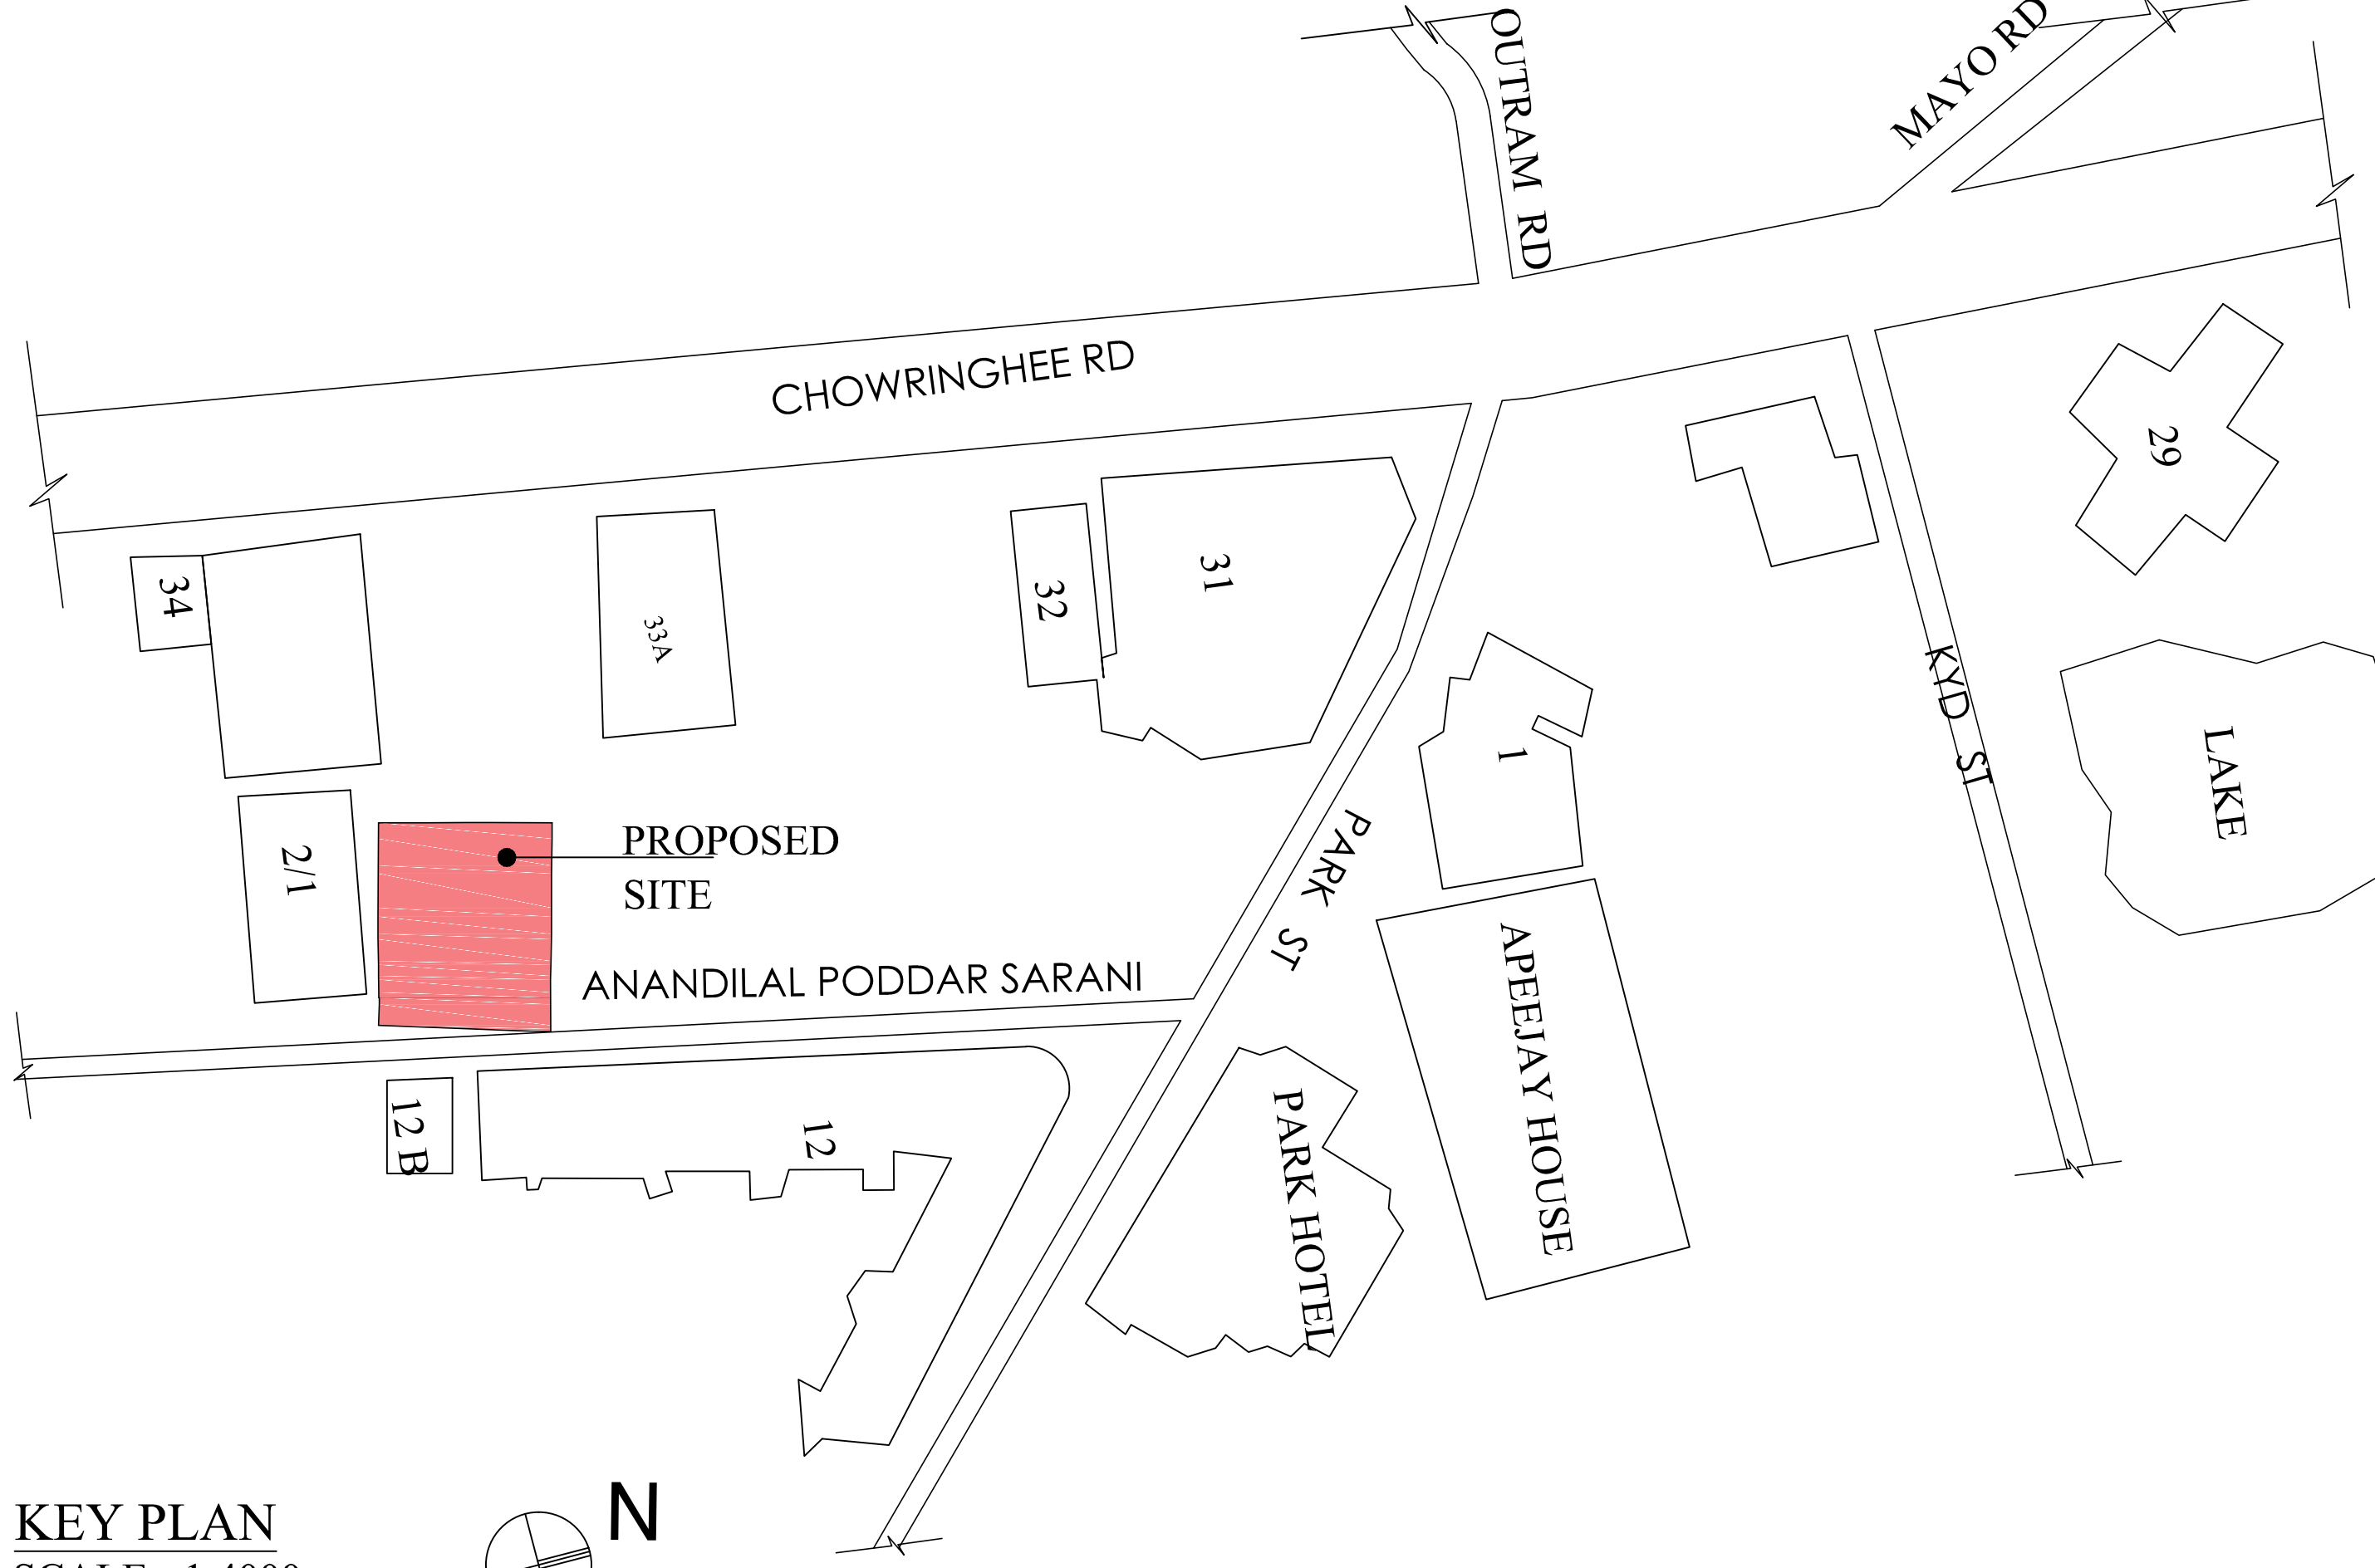 OUTRAM RD
MAYO RD
CHOWRINGHEE RD
29
34
33A
32
31
1
KYD ST
LAKE
2/1
PROPOSED
SITE
PARK ST
ANANDILAL PODDAR SARANI
APEEJAY HOUSE
PARK HOTEL
12 B
12
KEY PLAN
N